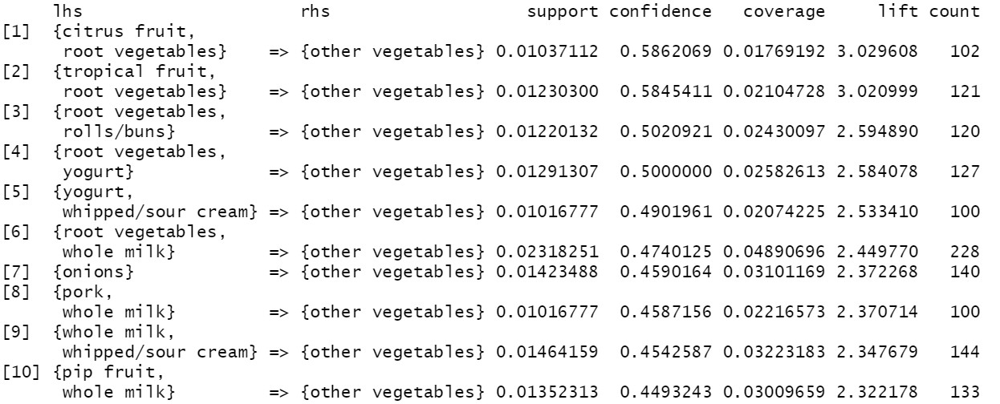 lhs                      rhs                   support confidence   coverage     lift count
[1]  {citrus fruit,
      root vegetables}     => {other vegetables} 0.01037112  0.5862069 0.01769192 3.029608   102
[2]  {tropical fruit,
      root vegetables}     => {other vegetables} 0.01230300  0.5845411 0.02104728 3.020999   121
[3]  {root vegetables,
      rolls/buns}          => {other vegetables} 0.01220132  0.5020921 0.02430097 2.594890   120
[4]  {root vegetables,
      yogurt}              => {other vegetables} 0.01291307  0.5000000 0.02582613 2.584078   127
[5]  {yogurt,
      whipped/sour cream} => {other vegetables} 0.01016777  0.4901961 0.02074225 2.533410   100
[6]  {root vegetables,
      whole milk}          => {other vegetables} 0.02318251  0.4740125 0.04890696 2.449770   228
[7]  {onions}              => {other vegetables} 0.01423488  0.4590164 0.03101169 2.372268   140
[8]  {pork,
      whole milk}          => {other vegetables} 0.01016777  0.4587156 0.02216573 2.370714   100
[9]  {whole milk,
      whipped/sour cream} => {other vegetables} 0.01464159  0.4542587 0.03223183 2.347679   144
[10] {pip fruit,
      whole milk}          => {other vegetables} 0.01352313  0.4493243 0.03009659 2.322178   133